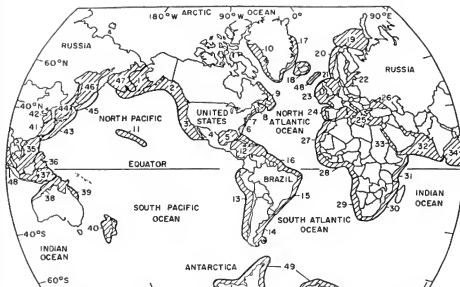 180°W ARCTIC 90°W OCEAN 90°E
RUSSIA
60°N
40°N
NORTH PACIFIC
OCEAN
UNITED
STATES
NORTH
ATLANTIC
OCEAN
RUSSIA
EQUATOR
BRAZIL
SOUTH PACIFIC
OCEAN
SOUTH ATLANTIC
OCEAN
INDIAN
OCEAN
40°S
INDIAN
OCEAN
60°S
ANTARCTICA
1
2
3
4
5
6
7
8
9
10
11
12
13
14
15
16
17
18
19
20
21
22
23
24
25
27
28
29
30
31
32
33
34
35
36
37
38
39
40
41
42
43
44
45
46
48
48
49